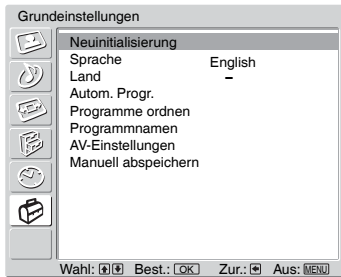 Grundeinstellungen
Neuinitialisierung
Sprache English
Land –
Autom. Progr.
Programme ordnen
Programmnamen
AV-Einstellungen
Manuell abspeichern
Wahl: Best.: OK Zur.: Aus: MENU